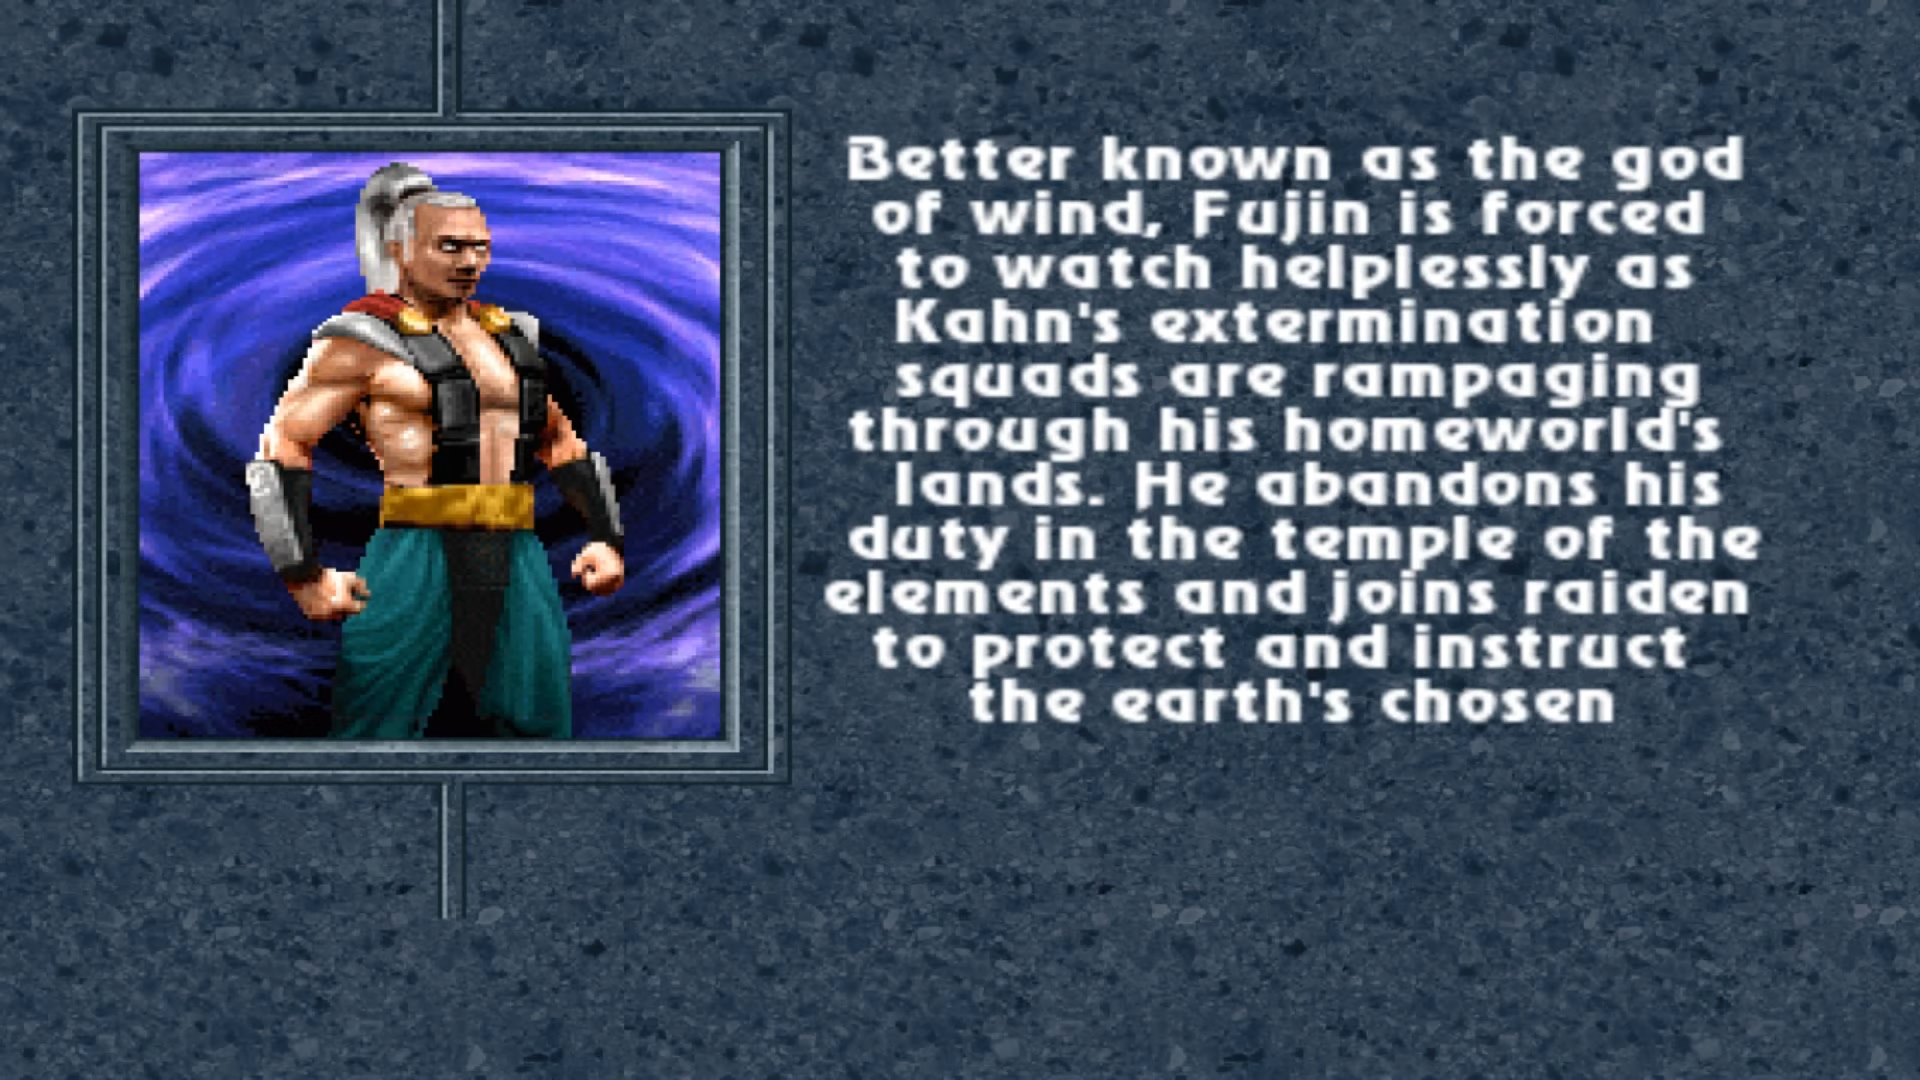 Better known as the god
of wind, Fujin is forced
to watch helplessly as
Kahn's extermination
squads are rampaging
through his homeworld's
lands. He abandons his
duty in the temple of the
elements and joins raiden
to protect and instruct
the earth's chosen